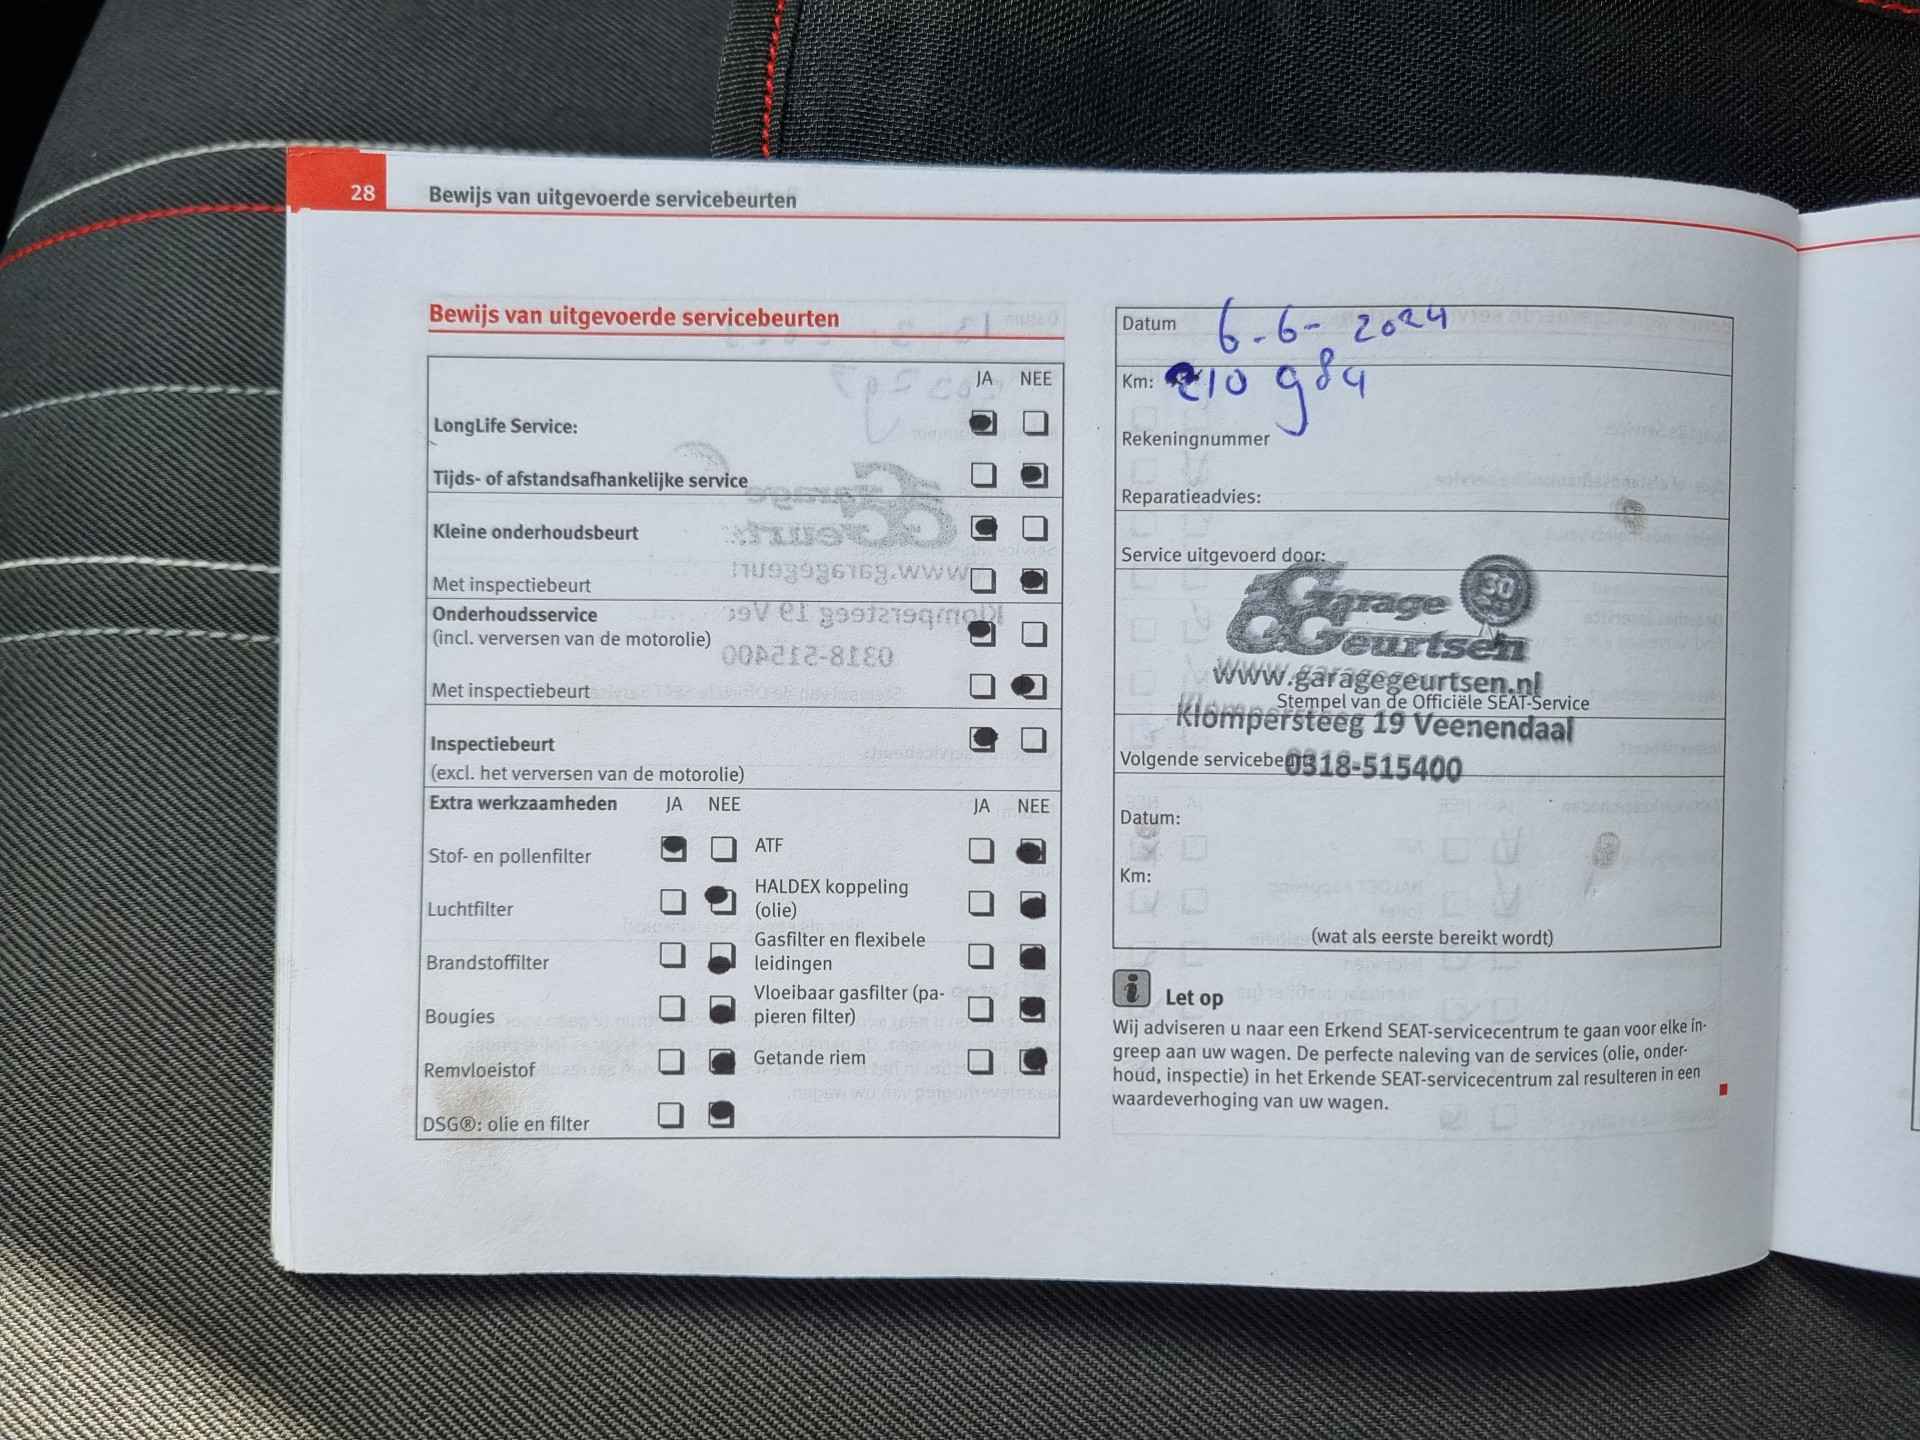 28
Bewijs van uitgevoerde servicebeurten
Bewijs van uitgevoerde servicebeurten
JA NEE
LongLife Service:
Tijds- of afstandsafhankelijke service
Kleine onderhoudsbeurt
Met inspectiebeurt
Onderhoudsservice
(incl. verversen van de motorolie)
Met inspectiebeurt
Inspectiebeurt
(excl. het verversen van de motorolie)
Extra werkzaamheden JA NEE JA NEE
Stof- en pollenfilter
ATF
Luchtfilter
HALDEX koppeling
(olie)
Brandstoffilter
Gasfilter en flexibele
leidingen
Bougies
Vloeibaar gasfilter (pa-
pieren filter)
Remvloeistof
Getande riem
DSG®: olie en filter
Datum 6-6-2024
Km: 210 984
Rekeningnummer
Reparatieadvies:
Service uitgevoerd door:
Garage 30
Geurtsen
www.garagegeurtsen.nl
Stempel van de Officiële SEAT-Service
Klompersteeg 19 Veenendaal
Volgende servicebeurt:
0318-515400
Datum:
Km:
(wat als eerste bereikt wordt)
i Let op
Wij adviseren u naar een Erkend SEAT-servicecentrum te gaan voor elke in-
greep aan uw wagen. De perfecte naleving van de services (olie, onder-
houd, inspectie) in het Erkende SEAT-servicecentrum zal resulteren in een
waardeverhoging van uw wagen.